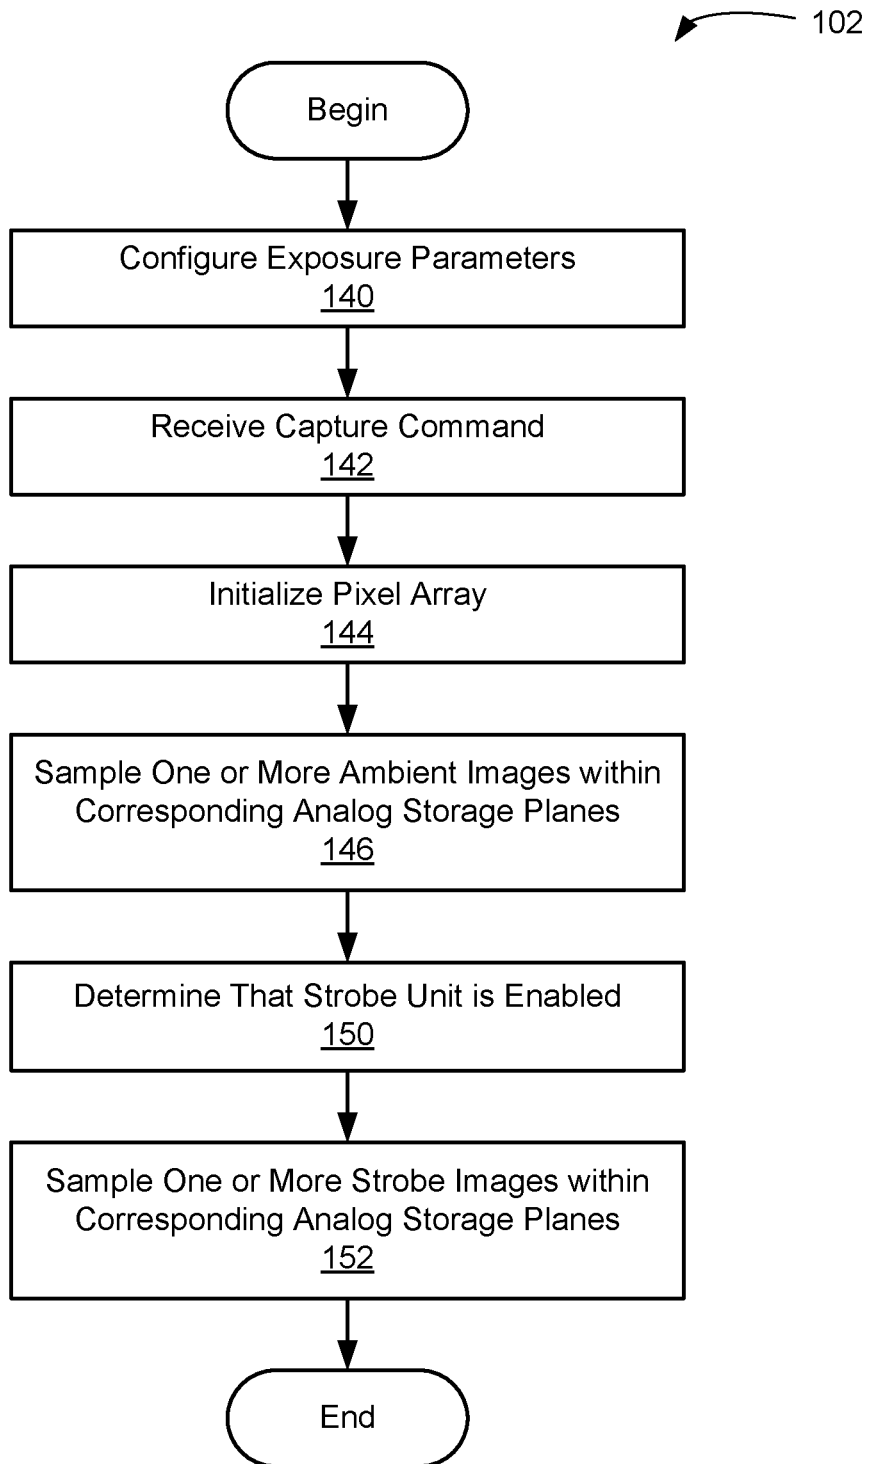 102
Begin
Configure Exposure Parameters
140
Receive Capture Command
142
Initialize Pixel Array
144
Sample One or More Ambient Images within
Corresponding Analog Storage Planes
146
Determine That Strobe Unit is Enabled
150
Sample One or More Strobe Images within
Corresponding Analog Storage Planes
152
End